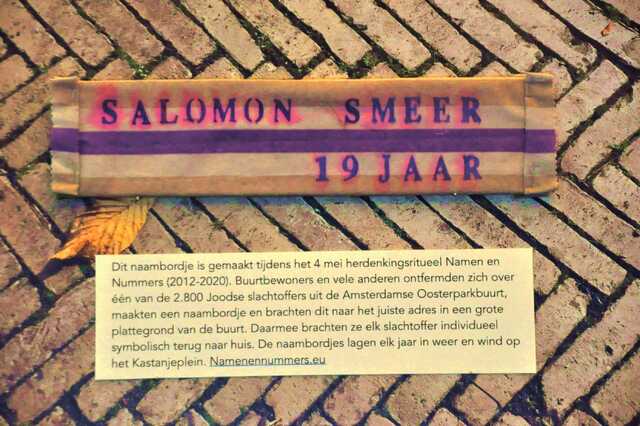 SALOMON SMEER
19 JAAR
Dit naambordje is gemaakt tijdens het 4 mei herdenkingsritueel Namen en
Nummers (2012-2020). Buurtbewoners en vele anderen ontfermden zich over
één van de 2.800 Joodse slachtoffers uit de Amsterdamse Oosterparkbuurt,
maakten een naambordje en brachten dit naar het juiste adres in een grote
plattegrond van de buurt. Daarmee brachten ze elk slachtoffer individueel
symbolisch terug naar huis. De naambordjes lagen elk jaar in weer en wind op
het Kastanjeplein. Namenennummers.eu